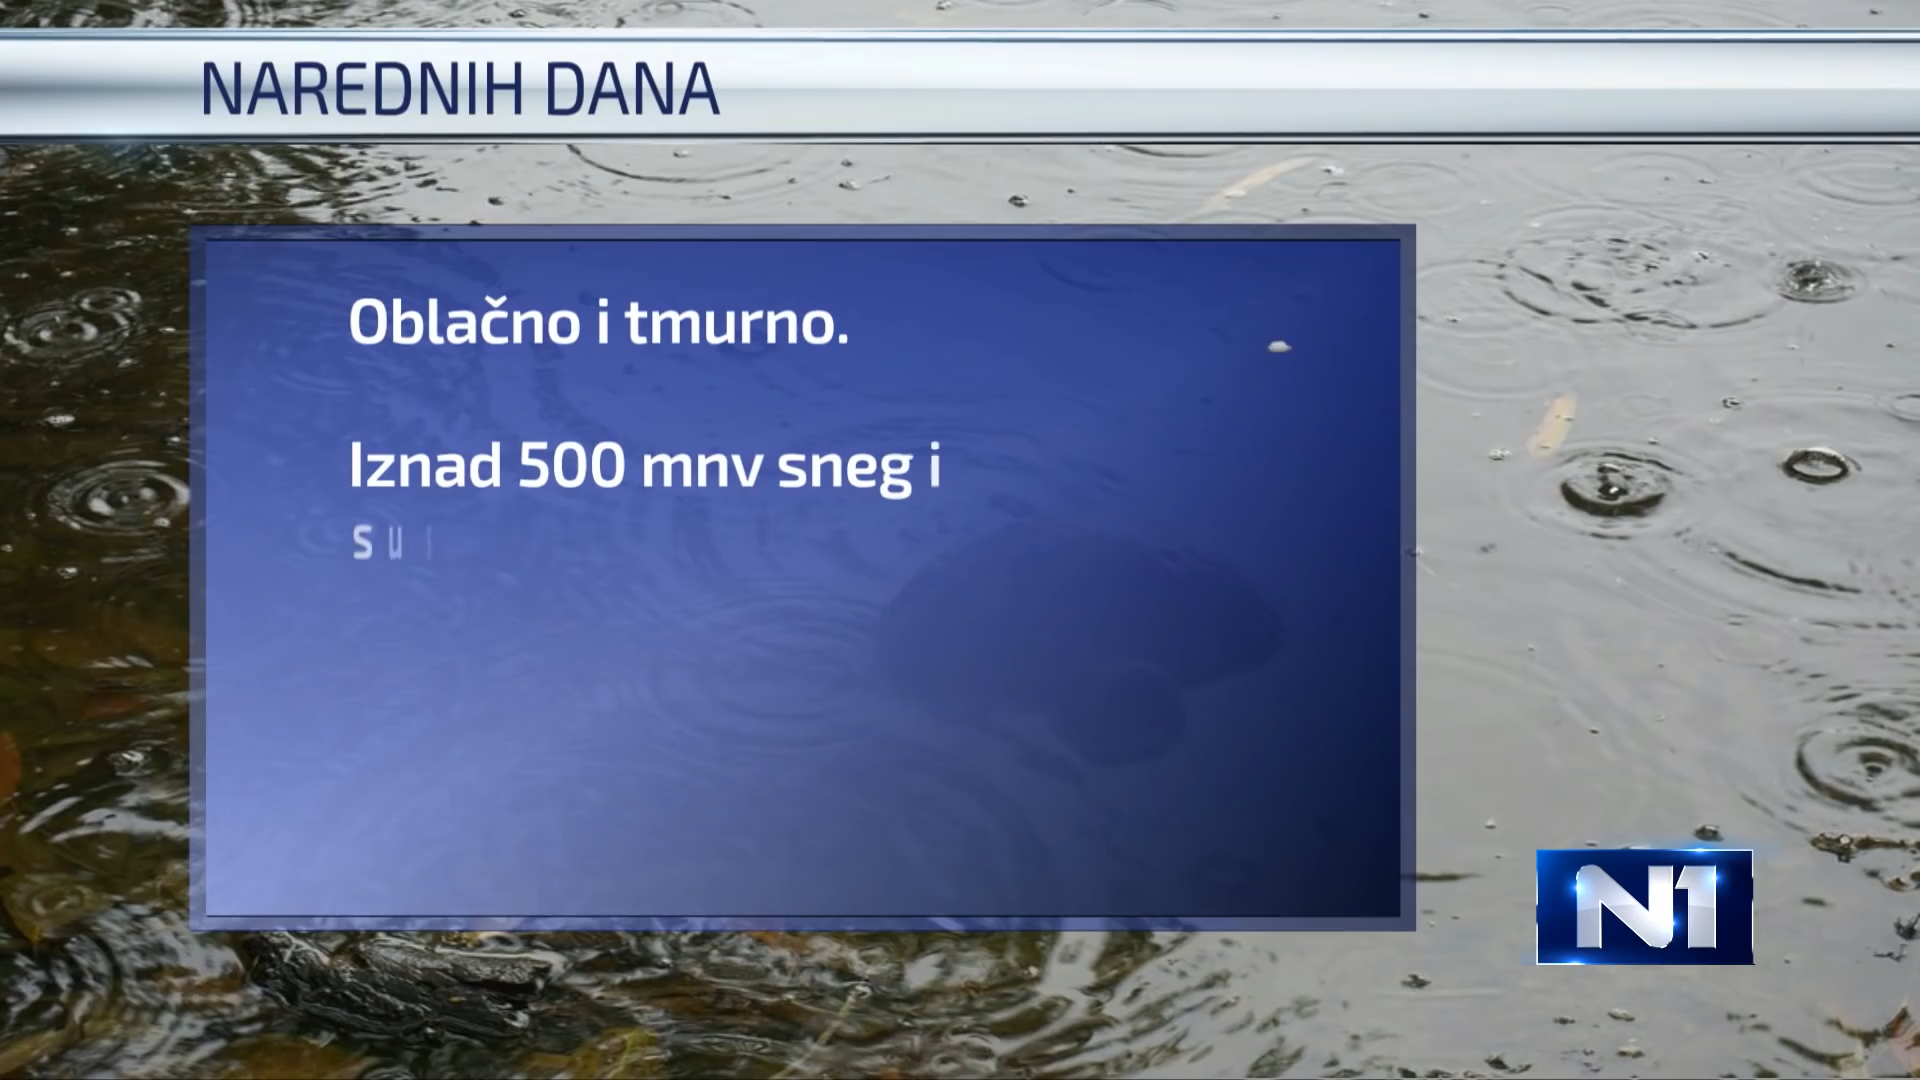 NAREDNIH DANA
Oblačno i tmurno.
Iznad 500 mnv sneg i
N1